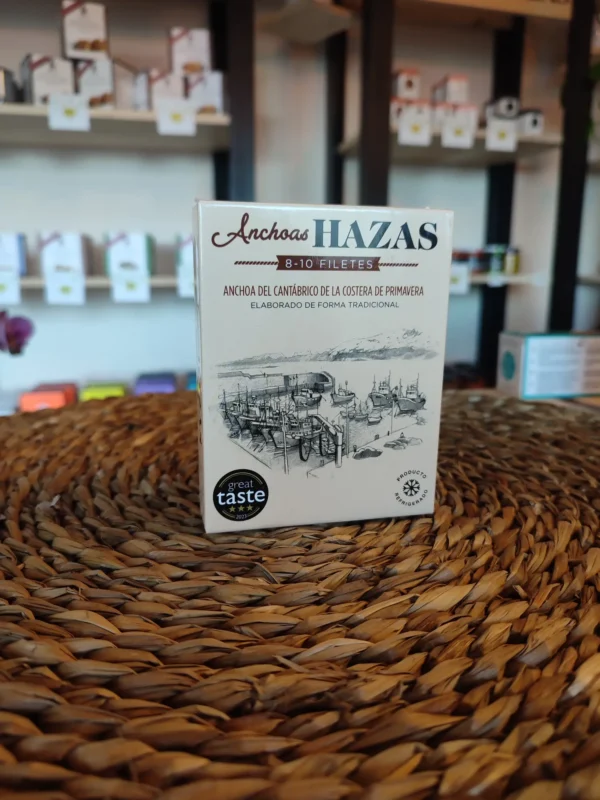 Anchoas HAZAS
8-10 FILETES
ANCHOA DEL CANTÁBRICO DE LA COSTERA DE PRIMAVERA
ELABORADO DE FORMA TRADICIONAL
great
taste
PRODUCTO
REFRIGERADO